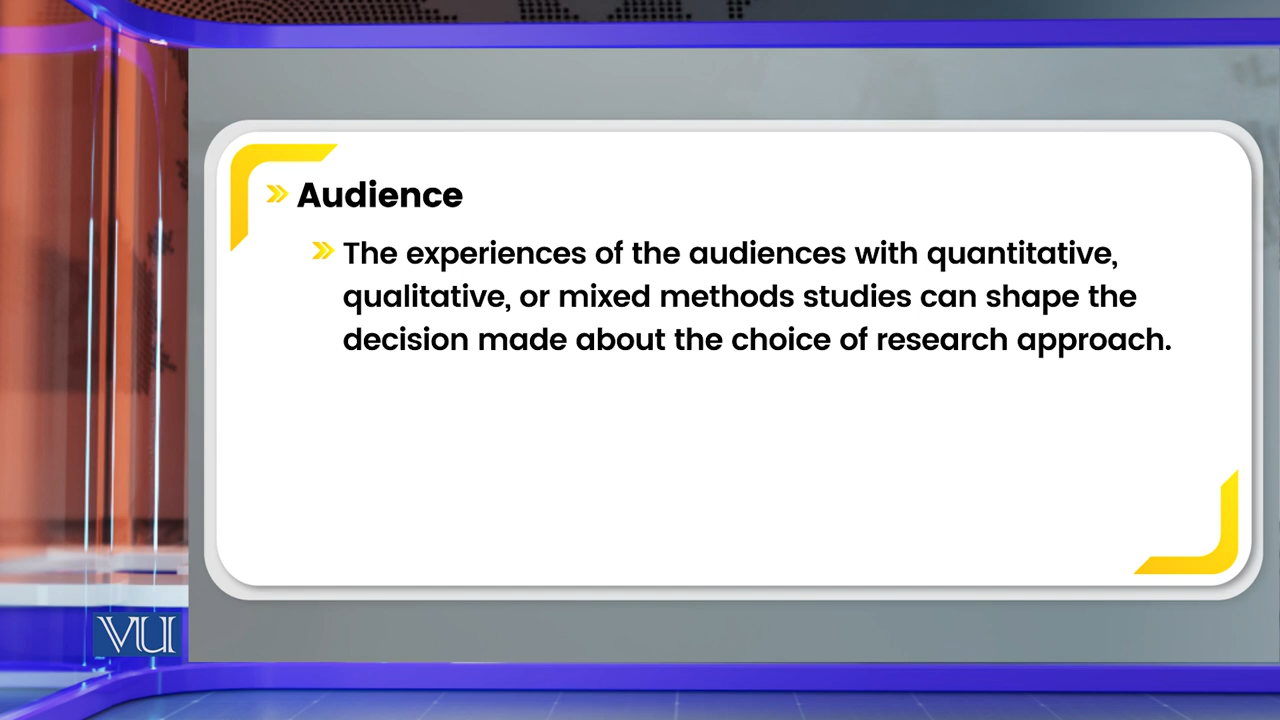 Audience
The experiences of the audiences with quantitative,
qualitative, or mixed methods studies can shape the
decision made about the choice of research approach.
VU